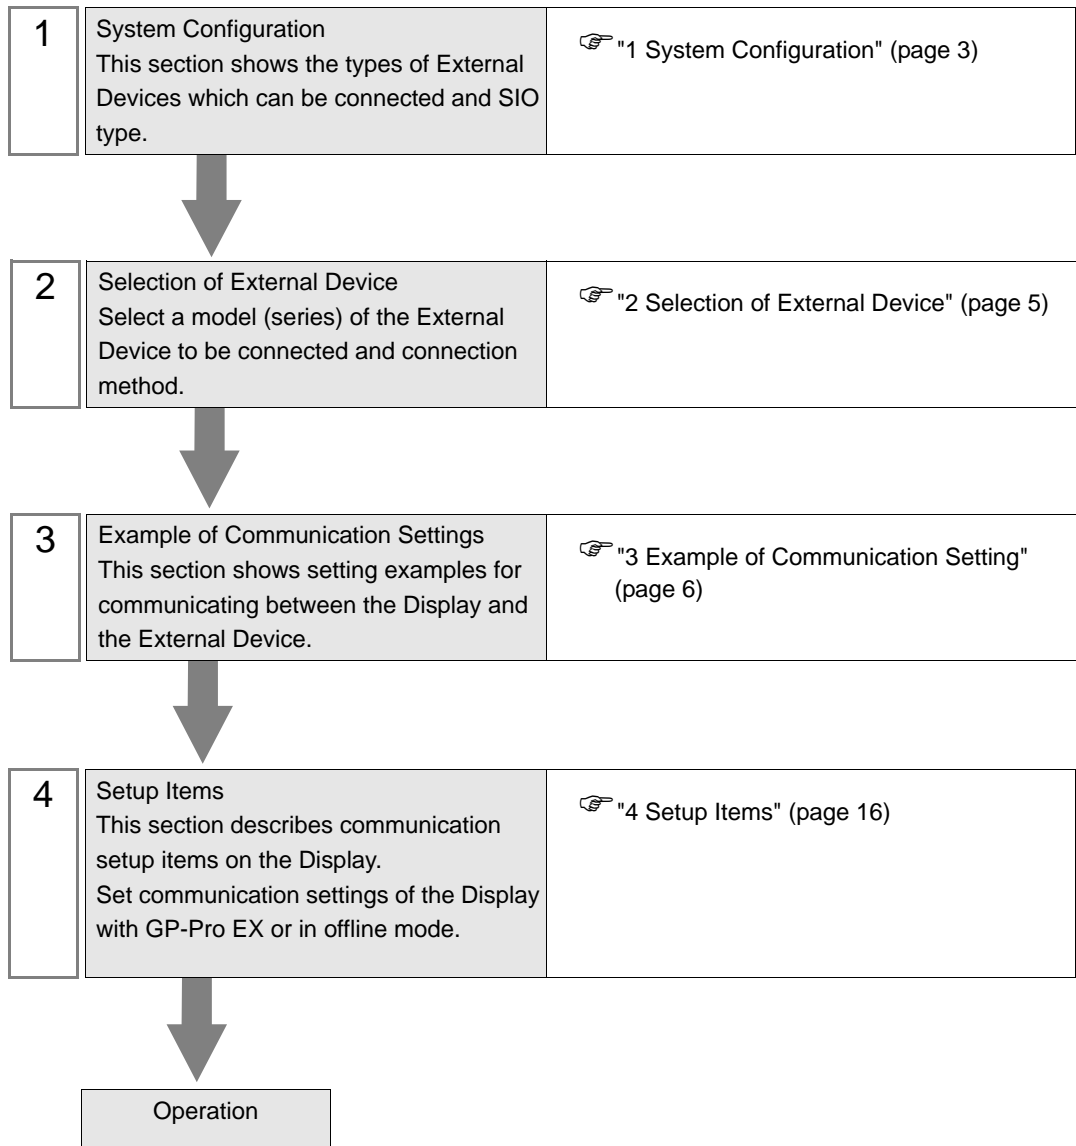 1
System Configuration
This section shows the types of External
Devices which can be connected and SIO
type.
"1 System Configuration" (page 3)
2
Selection of External Device
Select a model (series) of the External
Device to be connected and connection
method.
"2 Selection of External Device" (page 5)
3
Example of Communication Settings
This section shows setting examples for
communicating between the Display and
the External Device.
"3 Example of Communication Setting"
(page 6)
4
Setup Items
This section describes communication
setup items on the Display.
Set communication settings of the Display
with GP-Pro EX or in offline mode.
"4 Setup Items" (page 16)
Operation